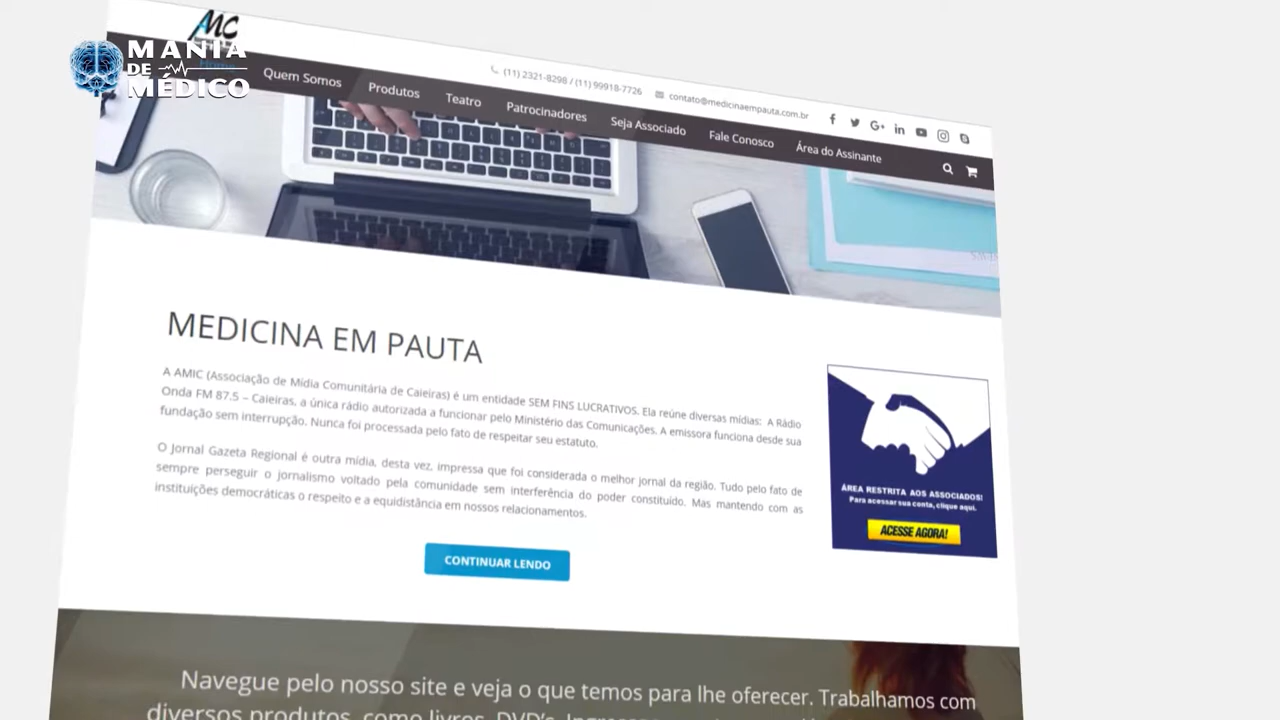 MANIA
DE
MÉDICO
AMC
Home
Quem Somos
Produtos
Teatro
Patrocinadores
Seja Associado
Fale Conosco
Área do Assinante
(11) 2321-8298 / (11) 99918-7726
contato@medicinaempauta.com.br
MEDICINA EM PAUTA
A AMIC (Associação de Mídia Comunitária de Caieiras) é um entidade SEM FINS LUCRATIVOS. Ela reúne diversas mídias: A Rádio
Onda FM 87.5 – Caieiras, a única rádio autorizada a funcionar pelo Ministério das Comunicações. A emissora funciona desde sua
fundação sem interrupção. Nunca foi processada pelo fato de respeitar seu estatuto.
O Jornal Gazeta Regional é outra mídia, desta vez, impressa que foi considerada o melhor jornal da região. Tudo pelo fato de
sempre perseguir o jornalismo voltado pela comunidade sem interferência do poder constituído. Mas mantendo com as
instituições democráticas o respeito e a equidistância em nossos relacionamentos.
CONTINUAR LENDO
ÁREA RESTRITA AOS ASSOCIADOS!
Para acessar sua conta, clique aqui.
ACESSE AGORA!
Navegue pelo nosso site e veja o que temos para lhe oferecer. Trabalhamos com
diversos produtos, como livros, DVD's,